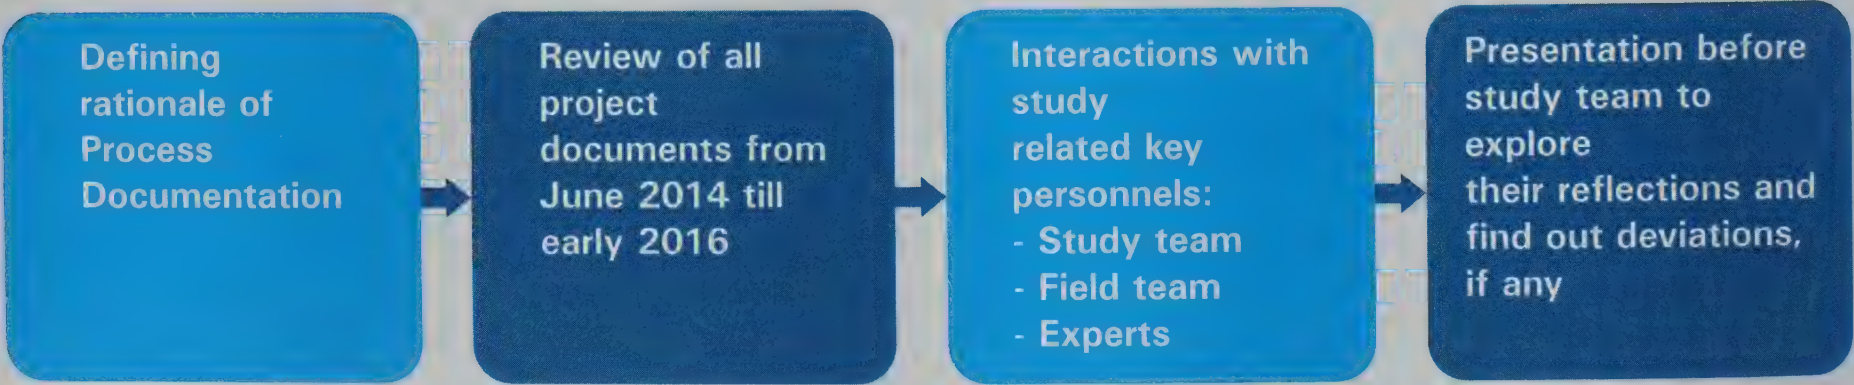 Defining
rationale of
Process
Documentation
Review of all
project
documents from
June 2014 till
early 2016
Interactions with
study
related key
personnels:
- Study team
- Field team
- Experts
Presentation before
study team to
explore
their reflections and
find out deviations,
if any